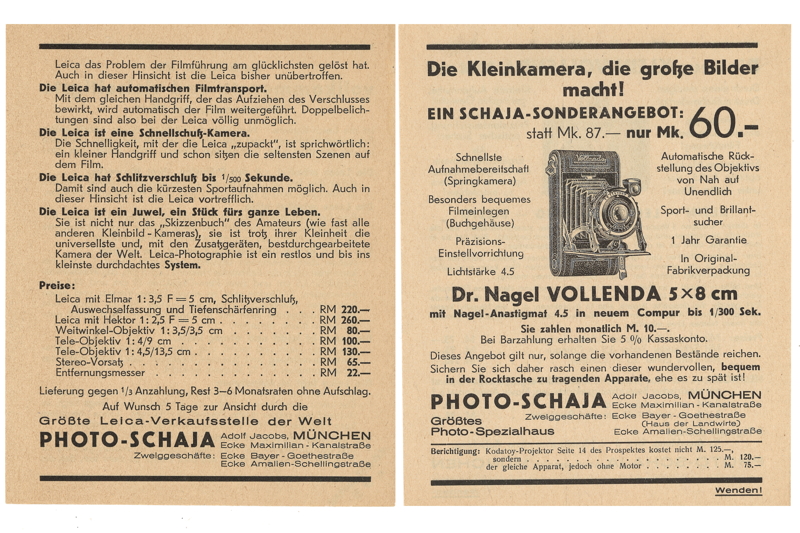 Leica das Problem der Filmführung am glücklichsten gelöst hat.
Auch in dieser Hinsicht ist die Leica bisher unübertroffen.
Die Leica hat automatischen Filmtransport.
Mit dem gleichen Handgriff, der das Aufziehen des Verschlusses
bewirkt, wird automatisch der Film weitergeführt. Doppelbelich-
tungen sind also bei der Leica völlig unmöglich.
Die Leica ist eine Schnellschuß-Kamera.
Die Schnelligkeit, mit der die Leica „zupackt", ist sprichwörtlich:
ein kleiner Handgriff und schon sitzen die seltensten Szenen auf
dem Film.
Die Leica hat Schlitzverschluß bis 1/500 Sekunde.
Damit sind auch die kürzesten Sportaufnahmen möglich. Auch in
dieser Hinsicht ist die Leica vortrefflich.
Die Leica ist ein Juwel, ein Stück fürs ganze Leben.
Sie ist nicht nur das „Skizzenbuch" des Amateurs (wie fast alle
anderen Kleinbild-Kameras), sie ist trotz ihrer Kleinheit die
universellste und, mit den Zusatzgeräten, bestdurchgearbeitete
Kamera der Welt. Leica-Photographie ist ein restlos und bis ins
kleinste durchdachtes System.
Preise:
Leica mit Elmar 1:3,5 F=5 cm, Schlitzverschluß,
Auswechselfassung und Tiefenschärfenring . . . . RM 220.—
Leica mit Hektor 1:2,5 F=5 cm . . . . . . . . . RM 260.—
Weitwinkel-Objektiv 1:3,5/3,5 cm . . . . . . . . RM 80.—
Tele-Objektiv 1:4/9 cm . . . . . . . . . . . . RM 100.—
Tele-Objektiv 1:4,5/13,5 cm . . . . . . . . . . RM 130.—
Stereo-Vorsatz . . . . . . . . . . . . . . . . RM 65.—
Entfernungsmesser . . . . . . . . . . . . . . RM 22.—
Lieferung gegen 1/3 Anzahlung, Rest 3–6 Monatsraten ohne Aufschlag.
Auf Wunsch 5 Tage zur Ansicht durch die
Größte Leica-Verkaufsstelle der Welt
PHOTO-SCHAJA Adolf Jacobs, MÜNCHEN
Ecke Maximilian-Kanalstraße
Zweiggeschäfte: Ecke Bayer-Goethestraße
Ecke Amalien-Schellingstraße
Die Kleinkamera, die große Bilder
macht!
EIN SCHAJA-SONDERANGEBOT:
statt Mk. 87.— nur Mk. 60.–
Schnellste
Aufnahmebereitschaft
(Springkamera)
Besonders bequemes
Filmeinlegen
(Buchgehäuse)
Präzisions-
Einstellvorrichtung
Lichtstärke 4.5
Vollenda
Automatische Rück-
stellung des Objektivs
von Nah auf
Unendlich
Sport- und Brillant-
sucher
1 Jahr Garantie
In Original-
Fabrikverpackung
Dr. Nagel VOLLENDA 5×8 cm
mit Nagel-Anastigmat 4.5 in neuem Compur bis 1/300 Sek.
Sie zahlen monatlich M. 10.—.
Bei Barzahlung erhalten Sie 5 % Kassaskonto.
Dieses Angebot gilt nur, solange die vorhandenen Bestände reichen.
Sichern Sie sich daher rasch einen dieser wundervollen, bequem
in der Rocktasche zu tragenden Apparate, ehe es zu spät ist!
PHOTO-SCHAJA Adolf Jacobs, MÜNCHEN
Ecke Maximilian-Kanalstraße
Größtes
Photo-Spezialhaus
Zweiggeschäfte: Ecke Bayer-Goethestraße
(Haus der Landwirte)
Ecke Amalien-Schellingstraße
Berichtigung: Kodatoy-Projektor Seite 14 des Prospektes kostet nicht M. 125.—,
sondern . . . . . . . . . . . . . . . M. 120.—
der gleiche Apparat, jedoch ohne Motor . . . . . . . M. 75.—
Wenden!